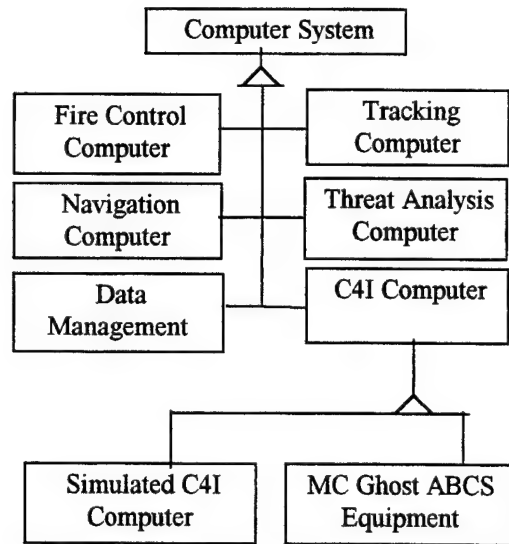 Computer System
Fire Control
Computer
Tracking
Computer
Navigation
Computer
Threat Analysis
Computer
Data
Management
C4I Computer
Simulated C4I
Computer
MC Ghost ABCS
Equipment